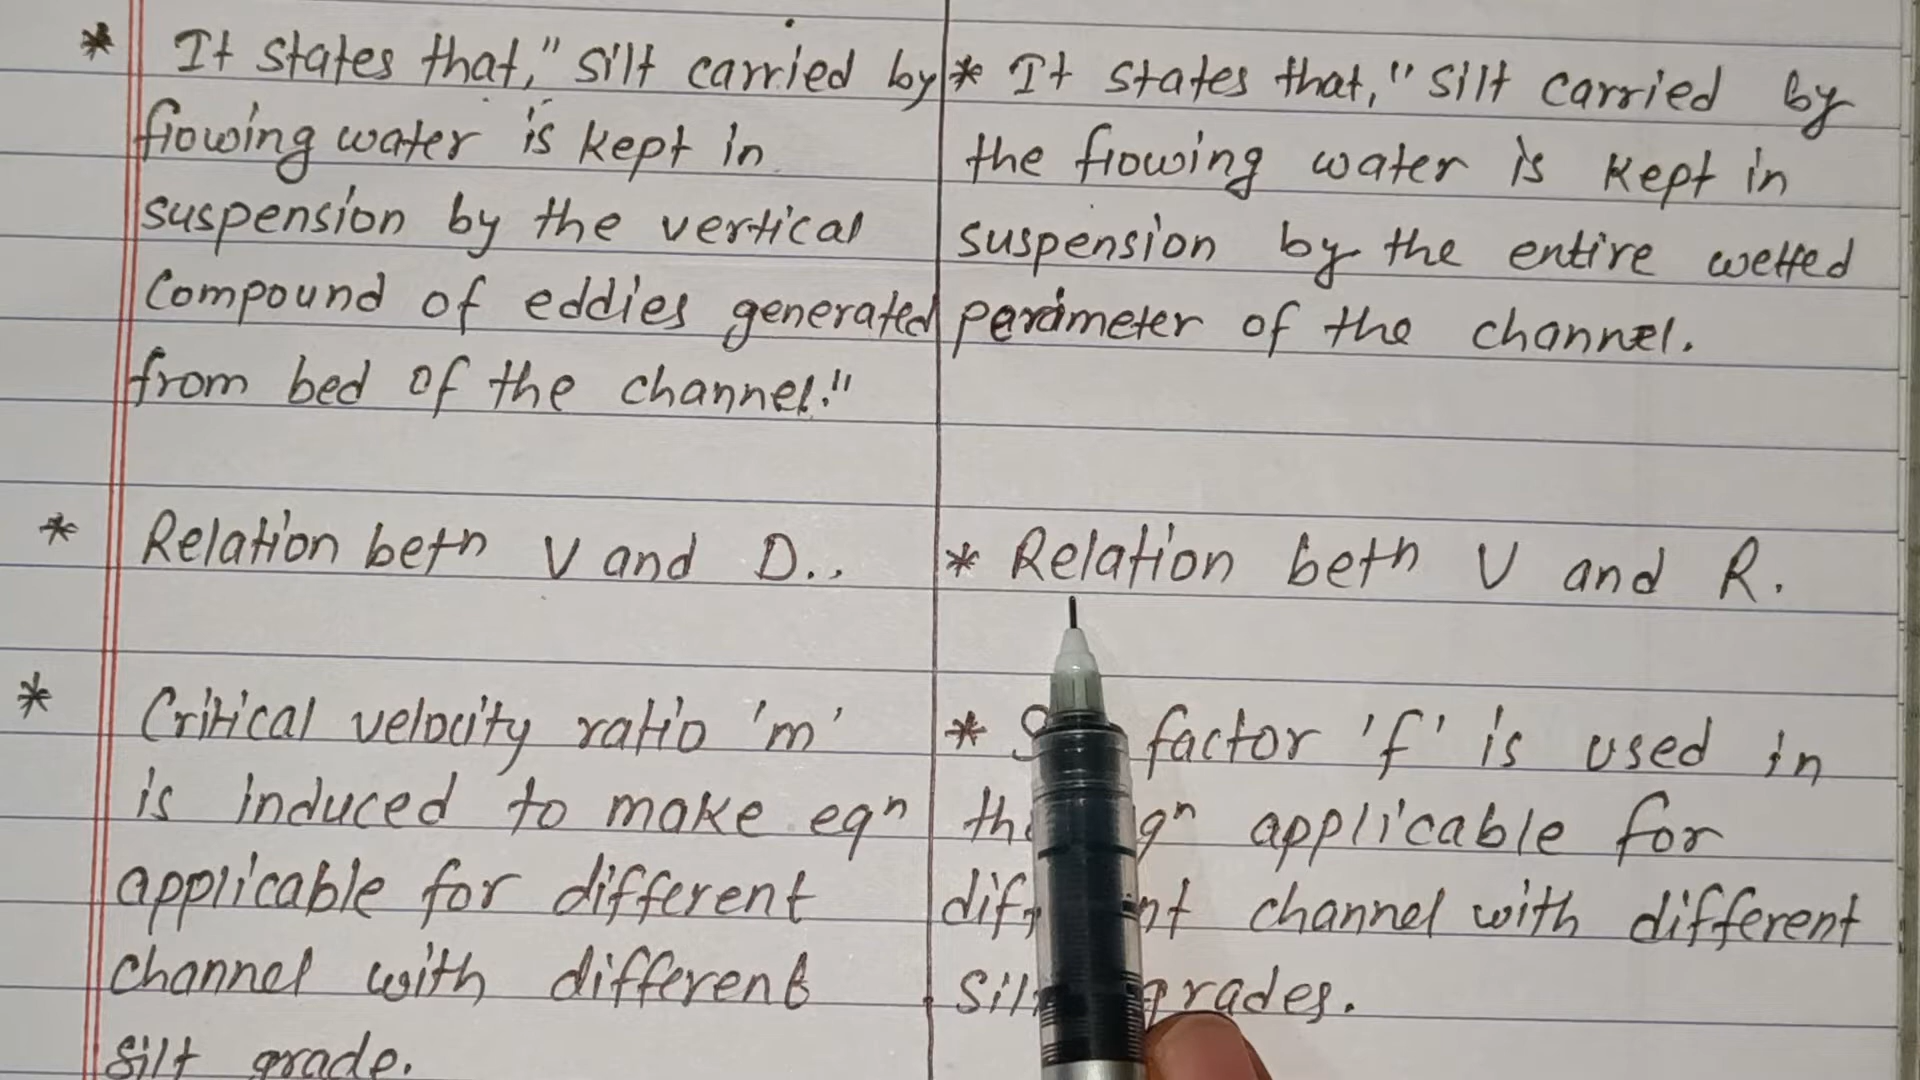 * It states that," silt carried by
flowing water is kept in
suspension by the vertical
compound of eddies generated
from bed of the channel."
* Relation betn V and D..
* Critical velocity ratio 'm'
is induced to make eqn
applicable for different
channel with different
silt grade.
* It states that," silt carried by
the flowing water is kept in
suspension by the entire wetted
perimeter of the channel.
* Relation betn V and R.
* factor 'f' is used in
applicable for
channel with different
grades.